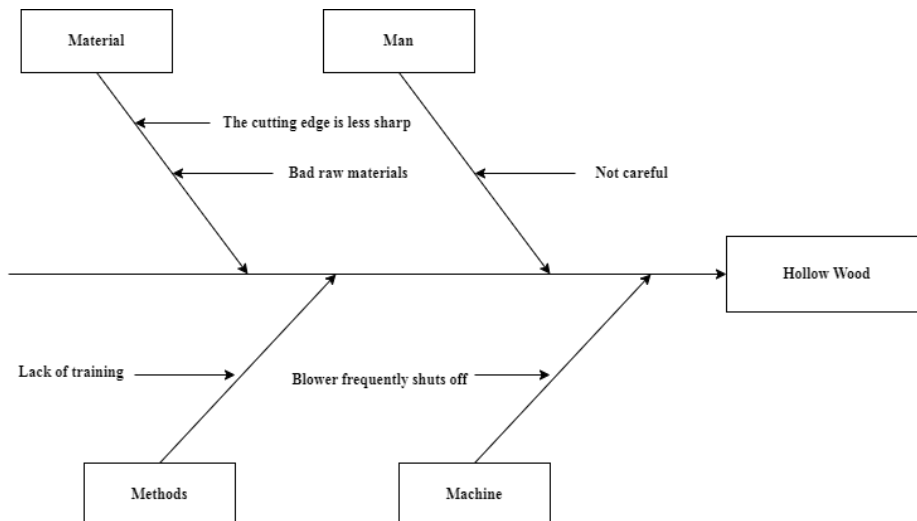 Material
Man
The cutting edge is less sharp
Bad raw materials
Not careful
Hollow Wood
Lack of training
Blower frequently shuts off
Methods
Machine